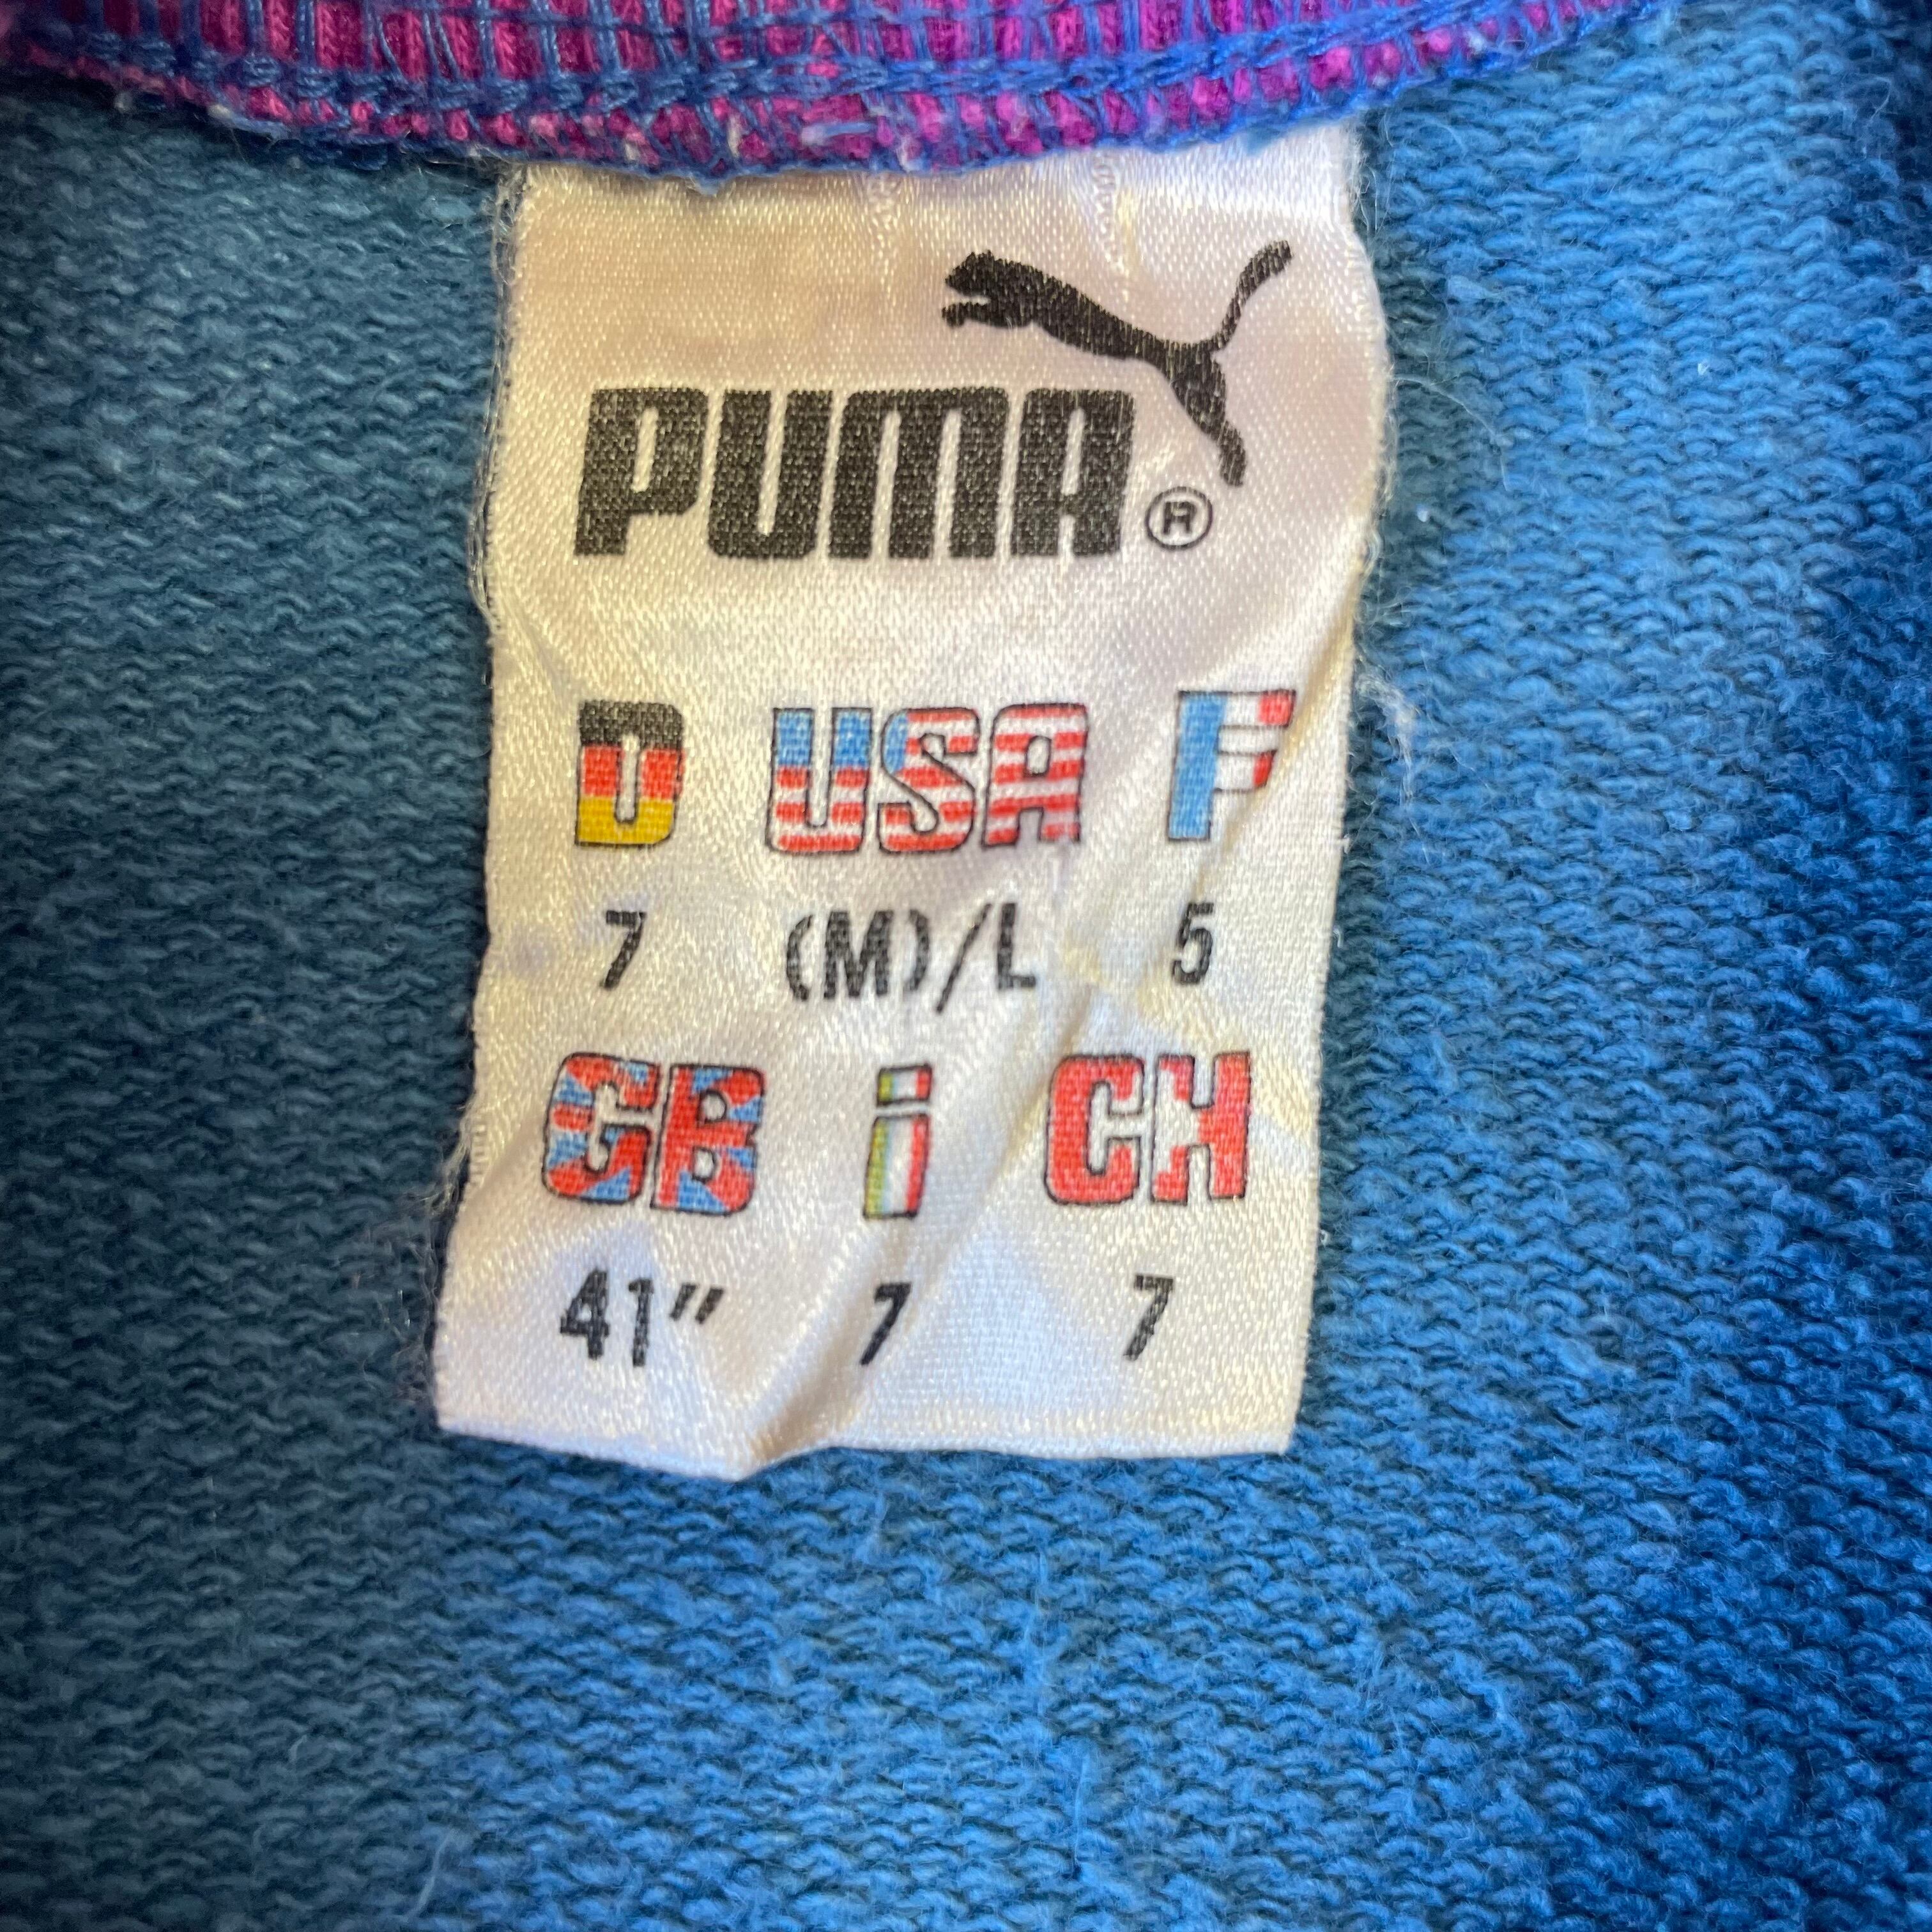 PUMA®
D USA F
7 (M)/L 5
GB i CH
41" 7 7